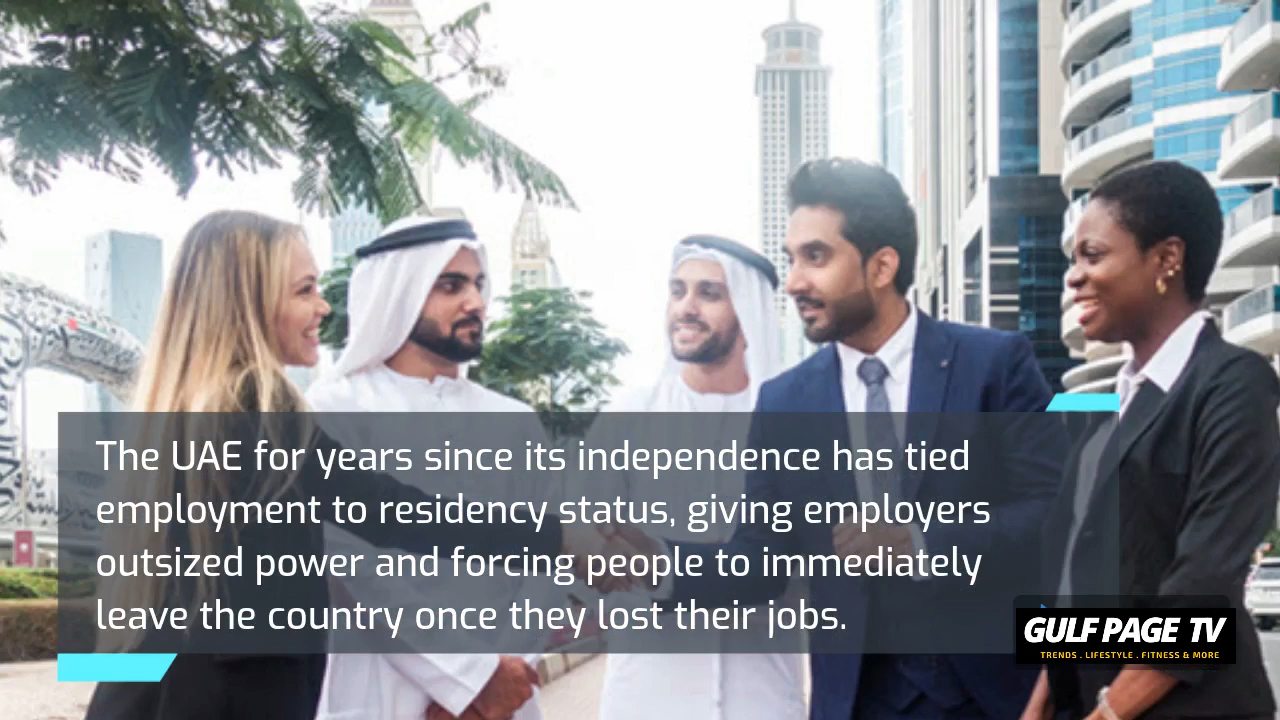 The UAE for years since its independence has tied
employment to residency status, giving employers
outsized power and forcing people to immediately
leave the country once they lost their jobs.
GULF PAGE TV
TRENDS . LIFESTYLE . FITNESS & MORE